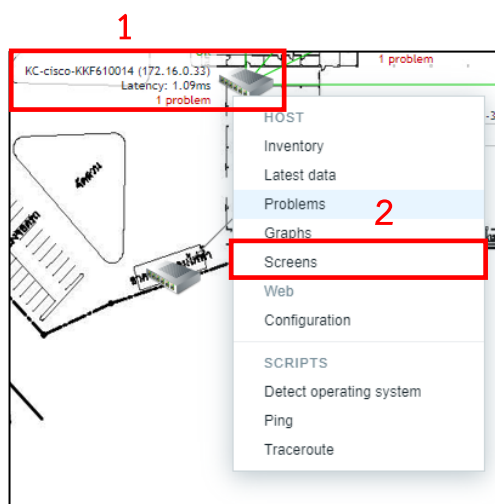 1
KC-cisco-KKF610014 (172.16.0.33)
Latency: 1.09ms
1 problem
1 problem
HOST
Inventory
Latest data
Problems
2
Graphs
Screens
Web
Configuration
SCRIPTS
Detect operating system
Ping
Traceroute